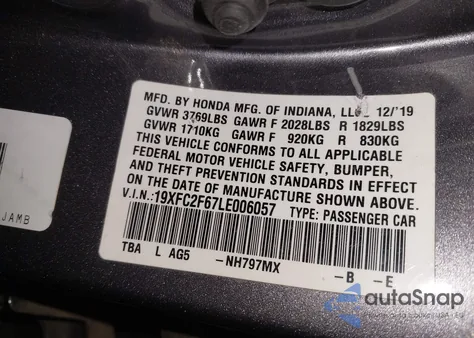 MFD. BY HONDA MFG. OF INDIANA, LLC 12/'19
GVWR 3769LBS GAWR F 2028LBS R 1829LBS
GVWR 1710KG GAWR F 920KG R 830KG
THIS VEHICLE CONFORMS TO ALL APPLICABLE
FEDERAL MOTOR VEHICLE SAFETY, BUMPER,
AND THEFT PREVENTION STANDARDS IN EFFECT
ON THE DATE OF MANUFACTURE SHOWN ABOVE.
V.I.N.:19XFC2F67LE006057 TYPE: PASSENGER CAR
TBA L AG5 -NH797MX -B -E
JAMB
autaSnap